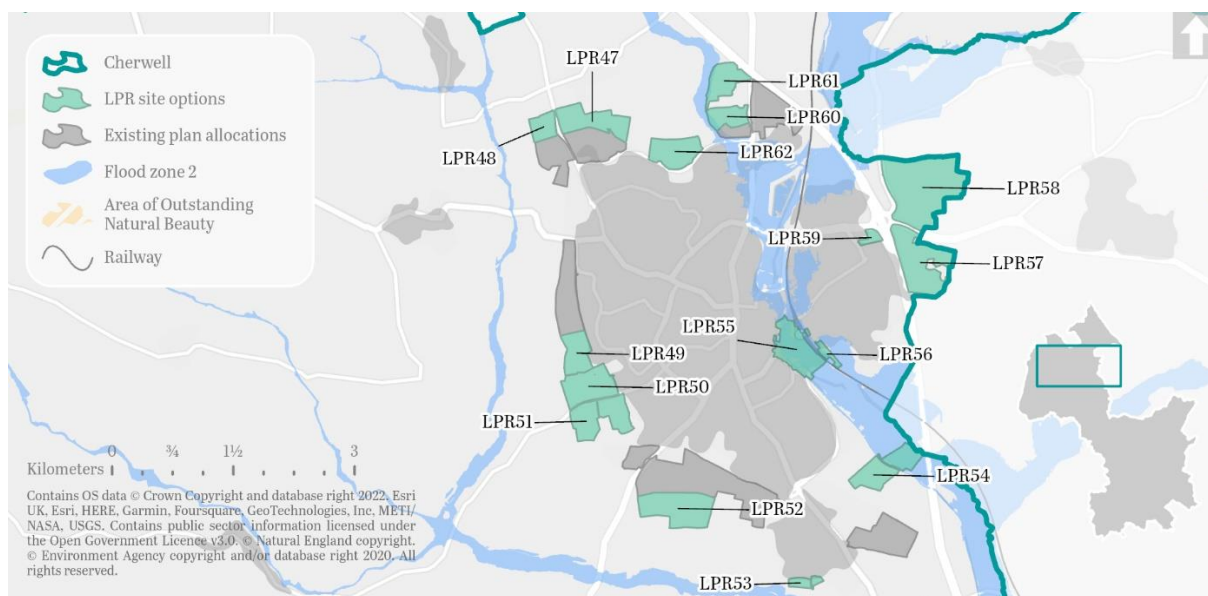 Cherwell
LPR site options
Existing plan allocations
Flood zone 2
Area of Outstanding
Natural Beauty
Railway
LPR47
LPR48
LPR61
LPR60
LPR62
LPR58
LPR59
LPR57
LPR55
LPR56
LPR49
LPR50
LPR51
LPR54
LPR52
LPR53
0 ¾ 1½ 3
Kilometers
Contains OS data © Crown Copyright and database right 2022. Esri
UK, Esri, HERE, Garmin, Foursquare, GeoTechnologies, Inc, METI/
NASA, USGS. Contains public sector information licensed under
the Open Government Licence v3.0. © Natural England copyright.
© Environment Agency copyright and/or database right 2020. All
rights reserved.